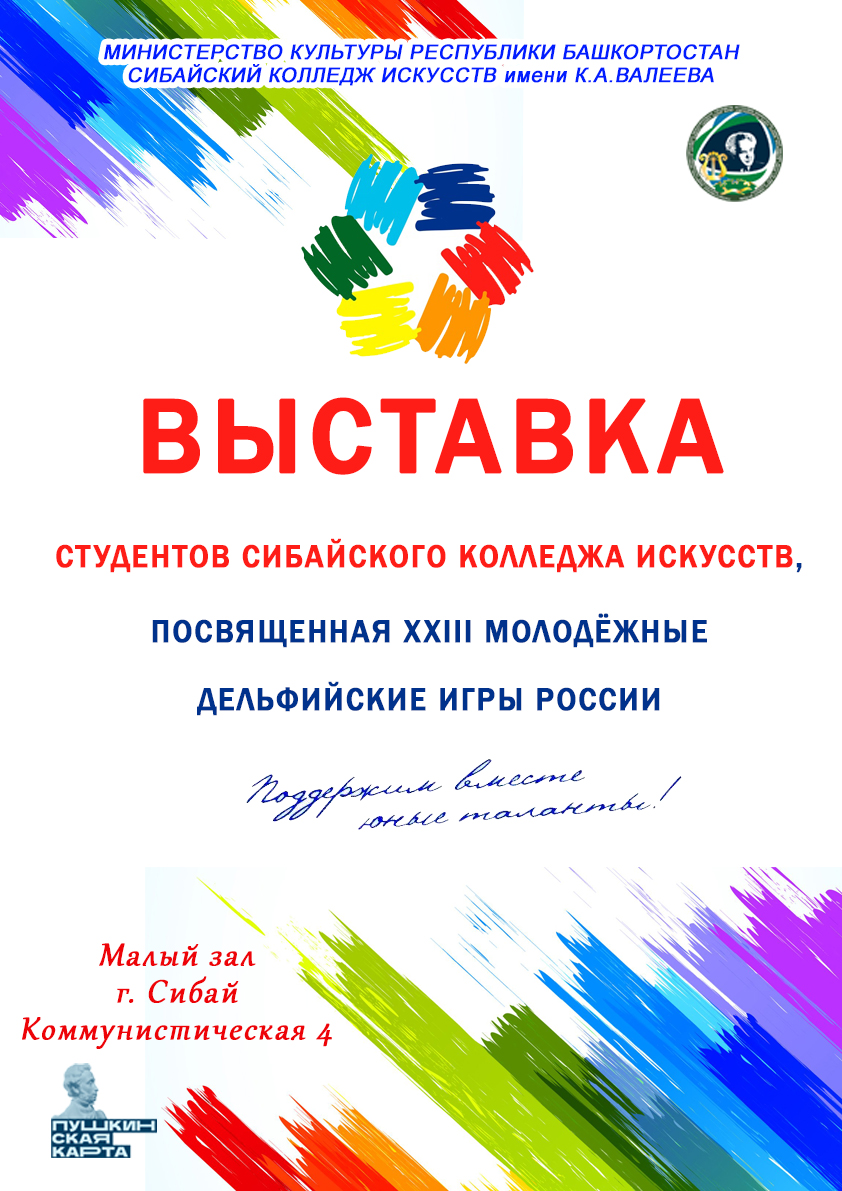 МИНИСТЕРСТВО КУЛЬТУРЫ РЕСПУБЛИКИ БАШКОРТОСТАН
СИБАЙСКИЙ КОЛЛЕДЖ ИСКУССТВ имени К.А.ВАЛЕЕВА
ВЫСТАВКА
СТУДЕНТОВ СИБАЙСКОГО КОЛЛЕДЖА ИСКУССТВ,
ПОСВЯЩЕННАЯ XXIII МОЛОДЁЖНЫЕ
ДЕЛЬФИЙСКИЕ ИГРЫ РОССИИ
Поддержим вместе
юные таланты!
Малый зал
г. Сибай
Коммунистическая 4
ПУШКИН
СКАЯ
КАРТА